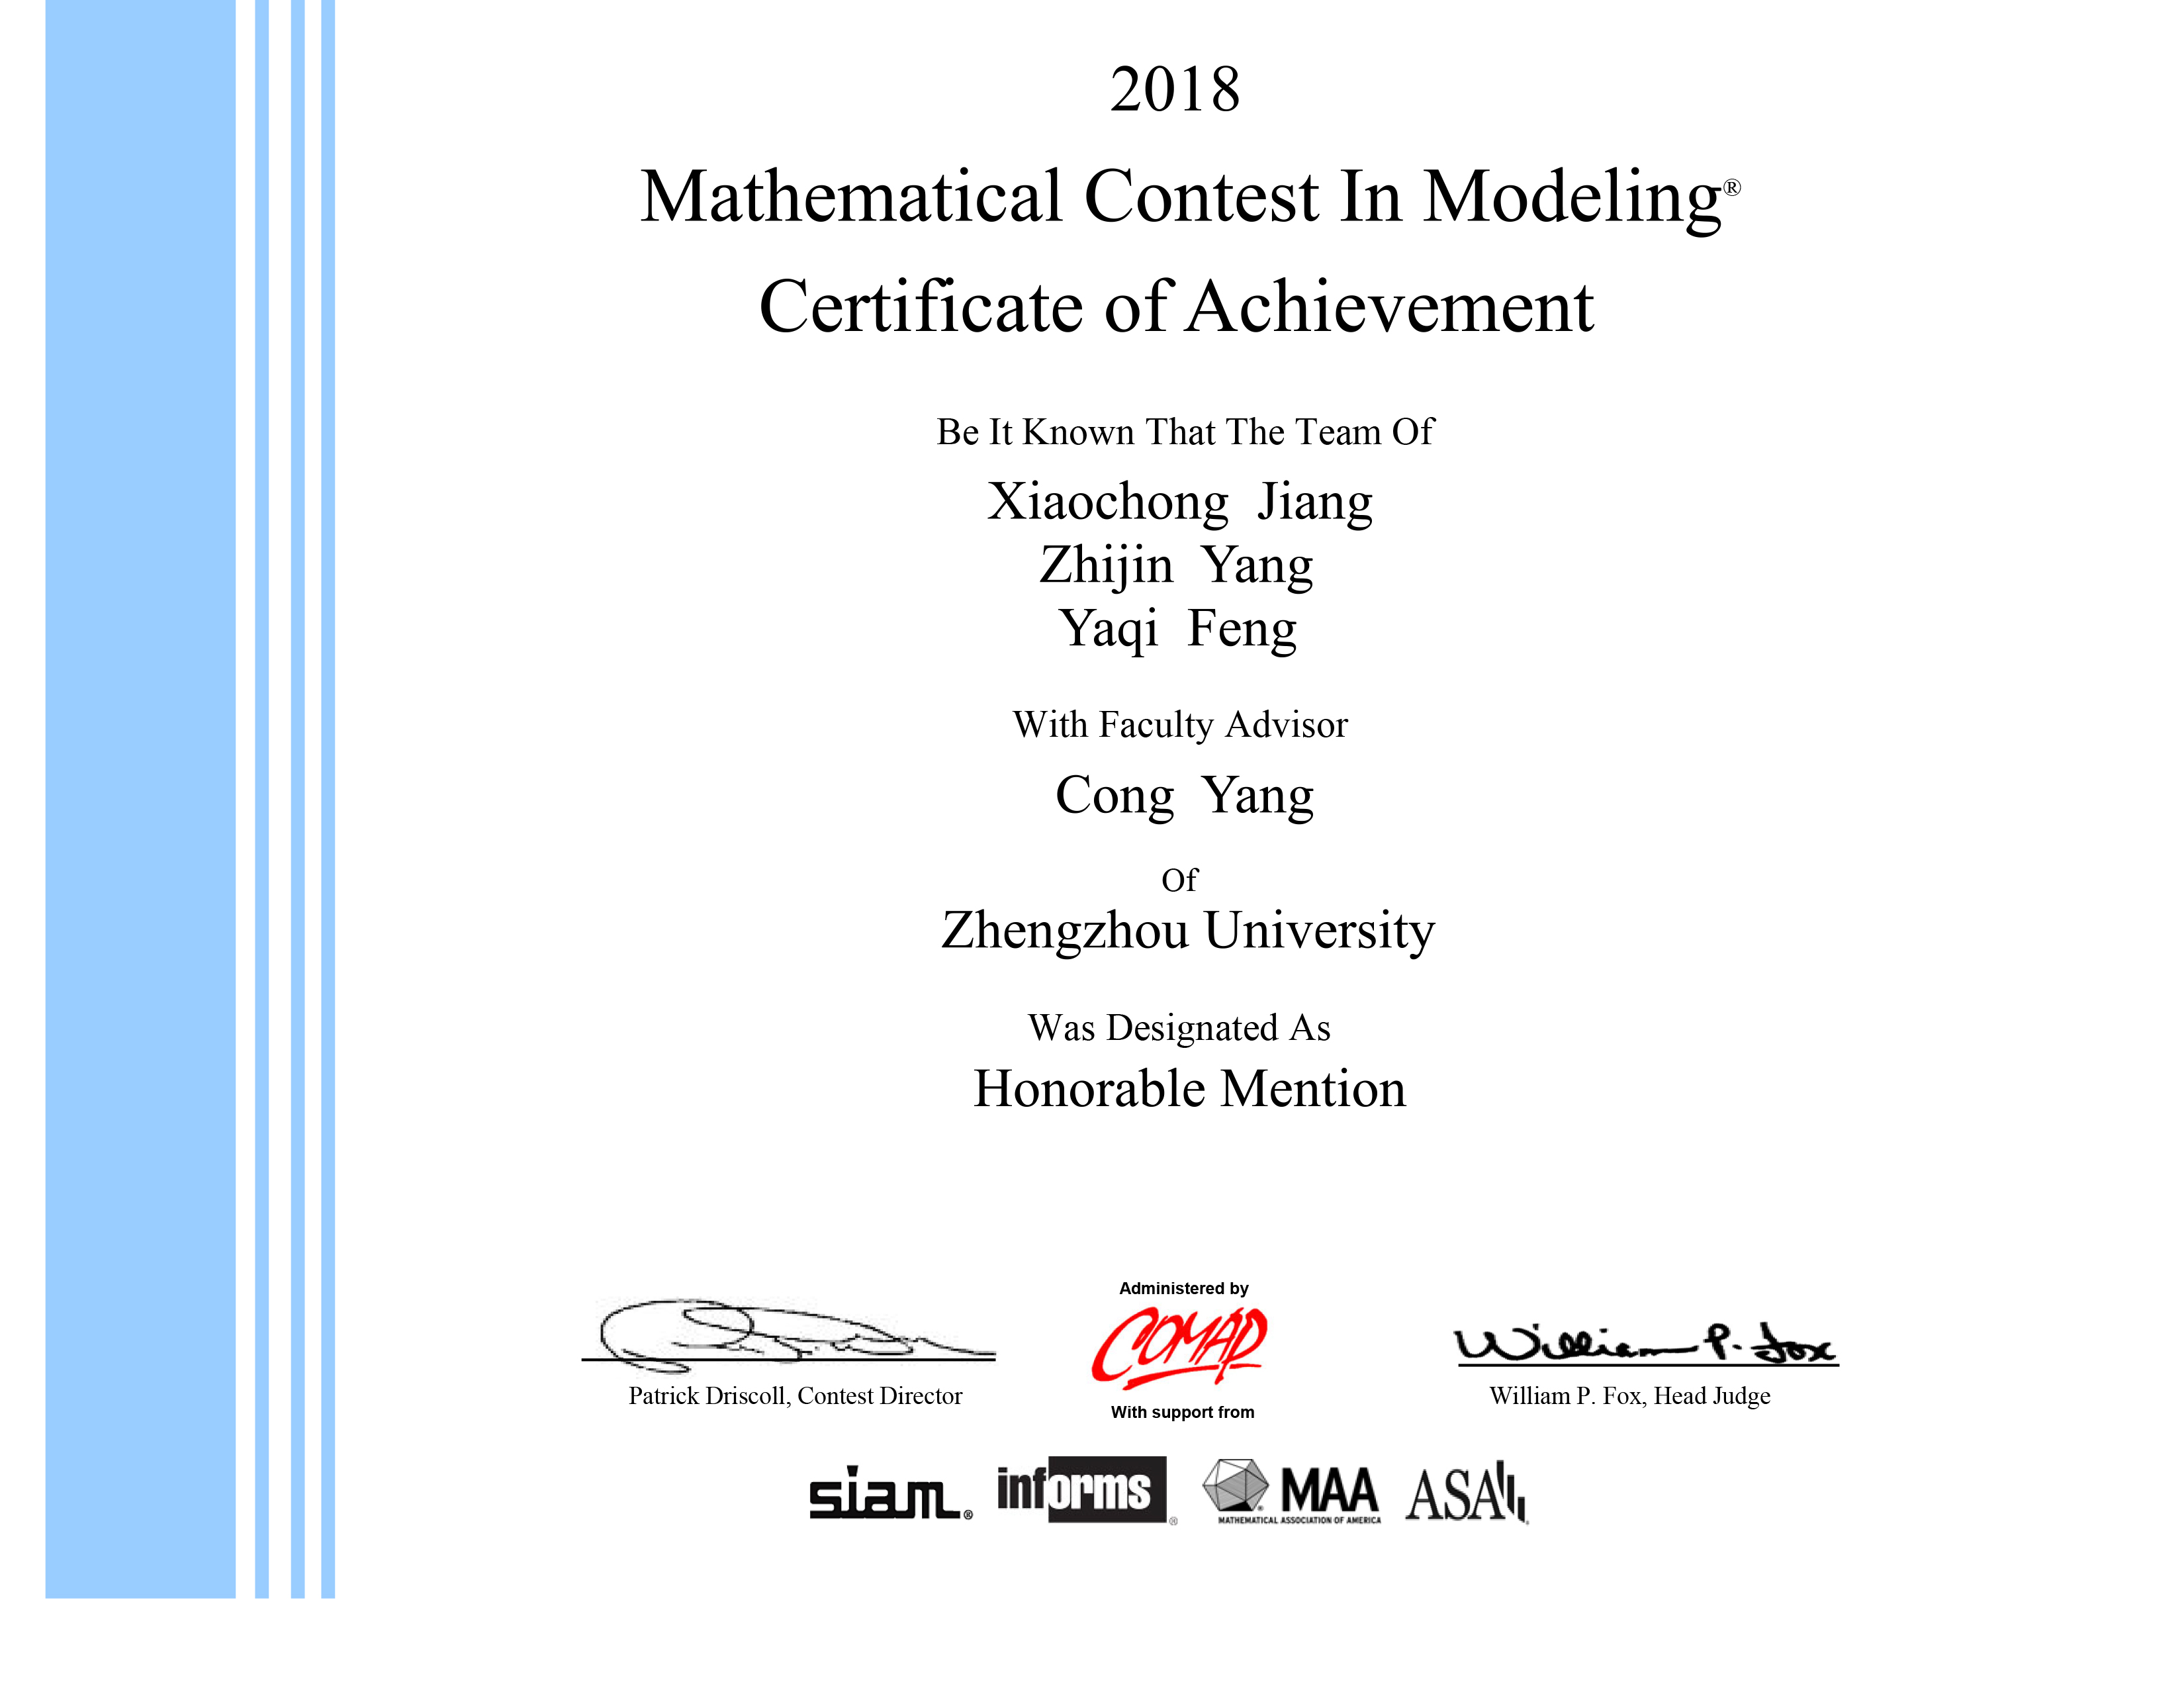 2018
Mathematical Contest In Modeling®
Certificate of Achievement
Be It Known That The Team Of
Xiaochong Jiang
Zhijin Yang
Yaqi Feng
With Faculty Advisor
Cong Yang
Of
Zhengzhou University
Was Designated As
Honorable Mention
Administered by
COMAP
William P. Fox
Patrick Driscoll, Contest Director
William P. Fox, Head Judge
With support from
siam®
informs®
MAA
MATHEMATICAL ASSOCIATION OF AMERICA
ASA